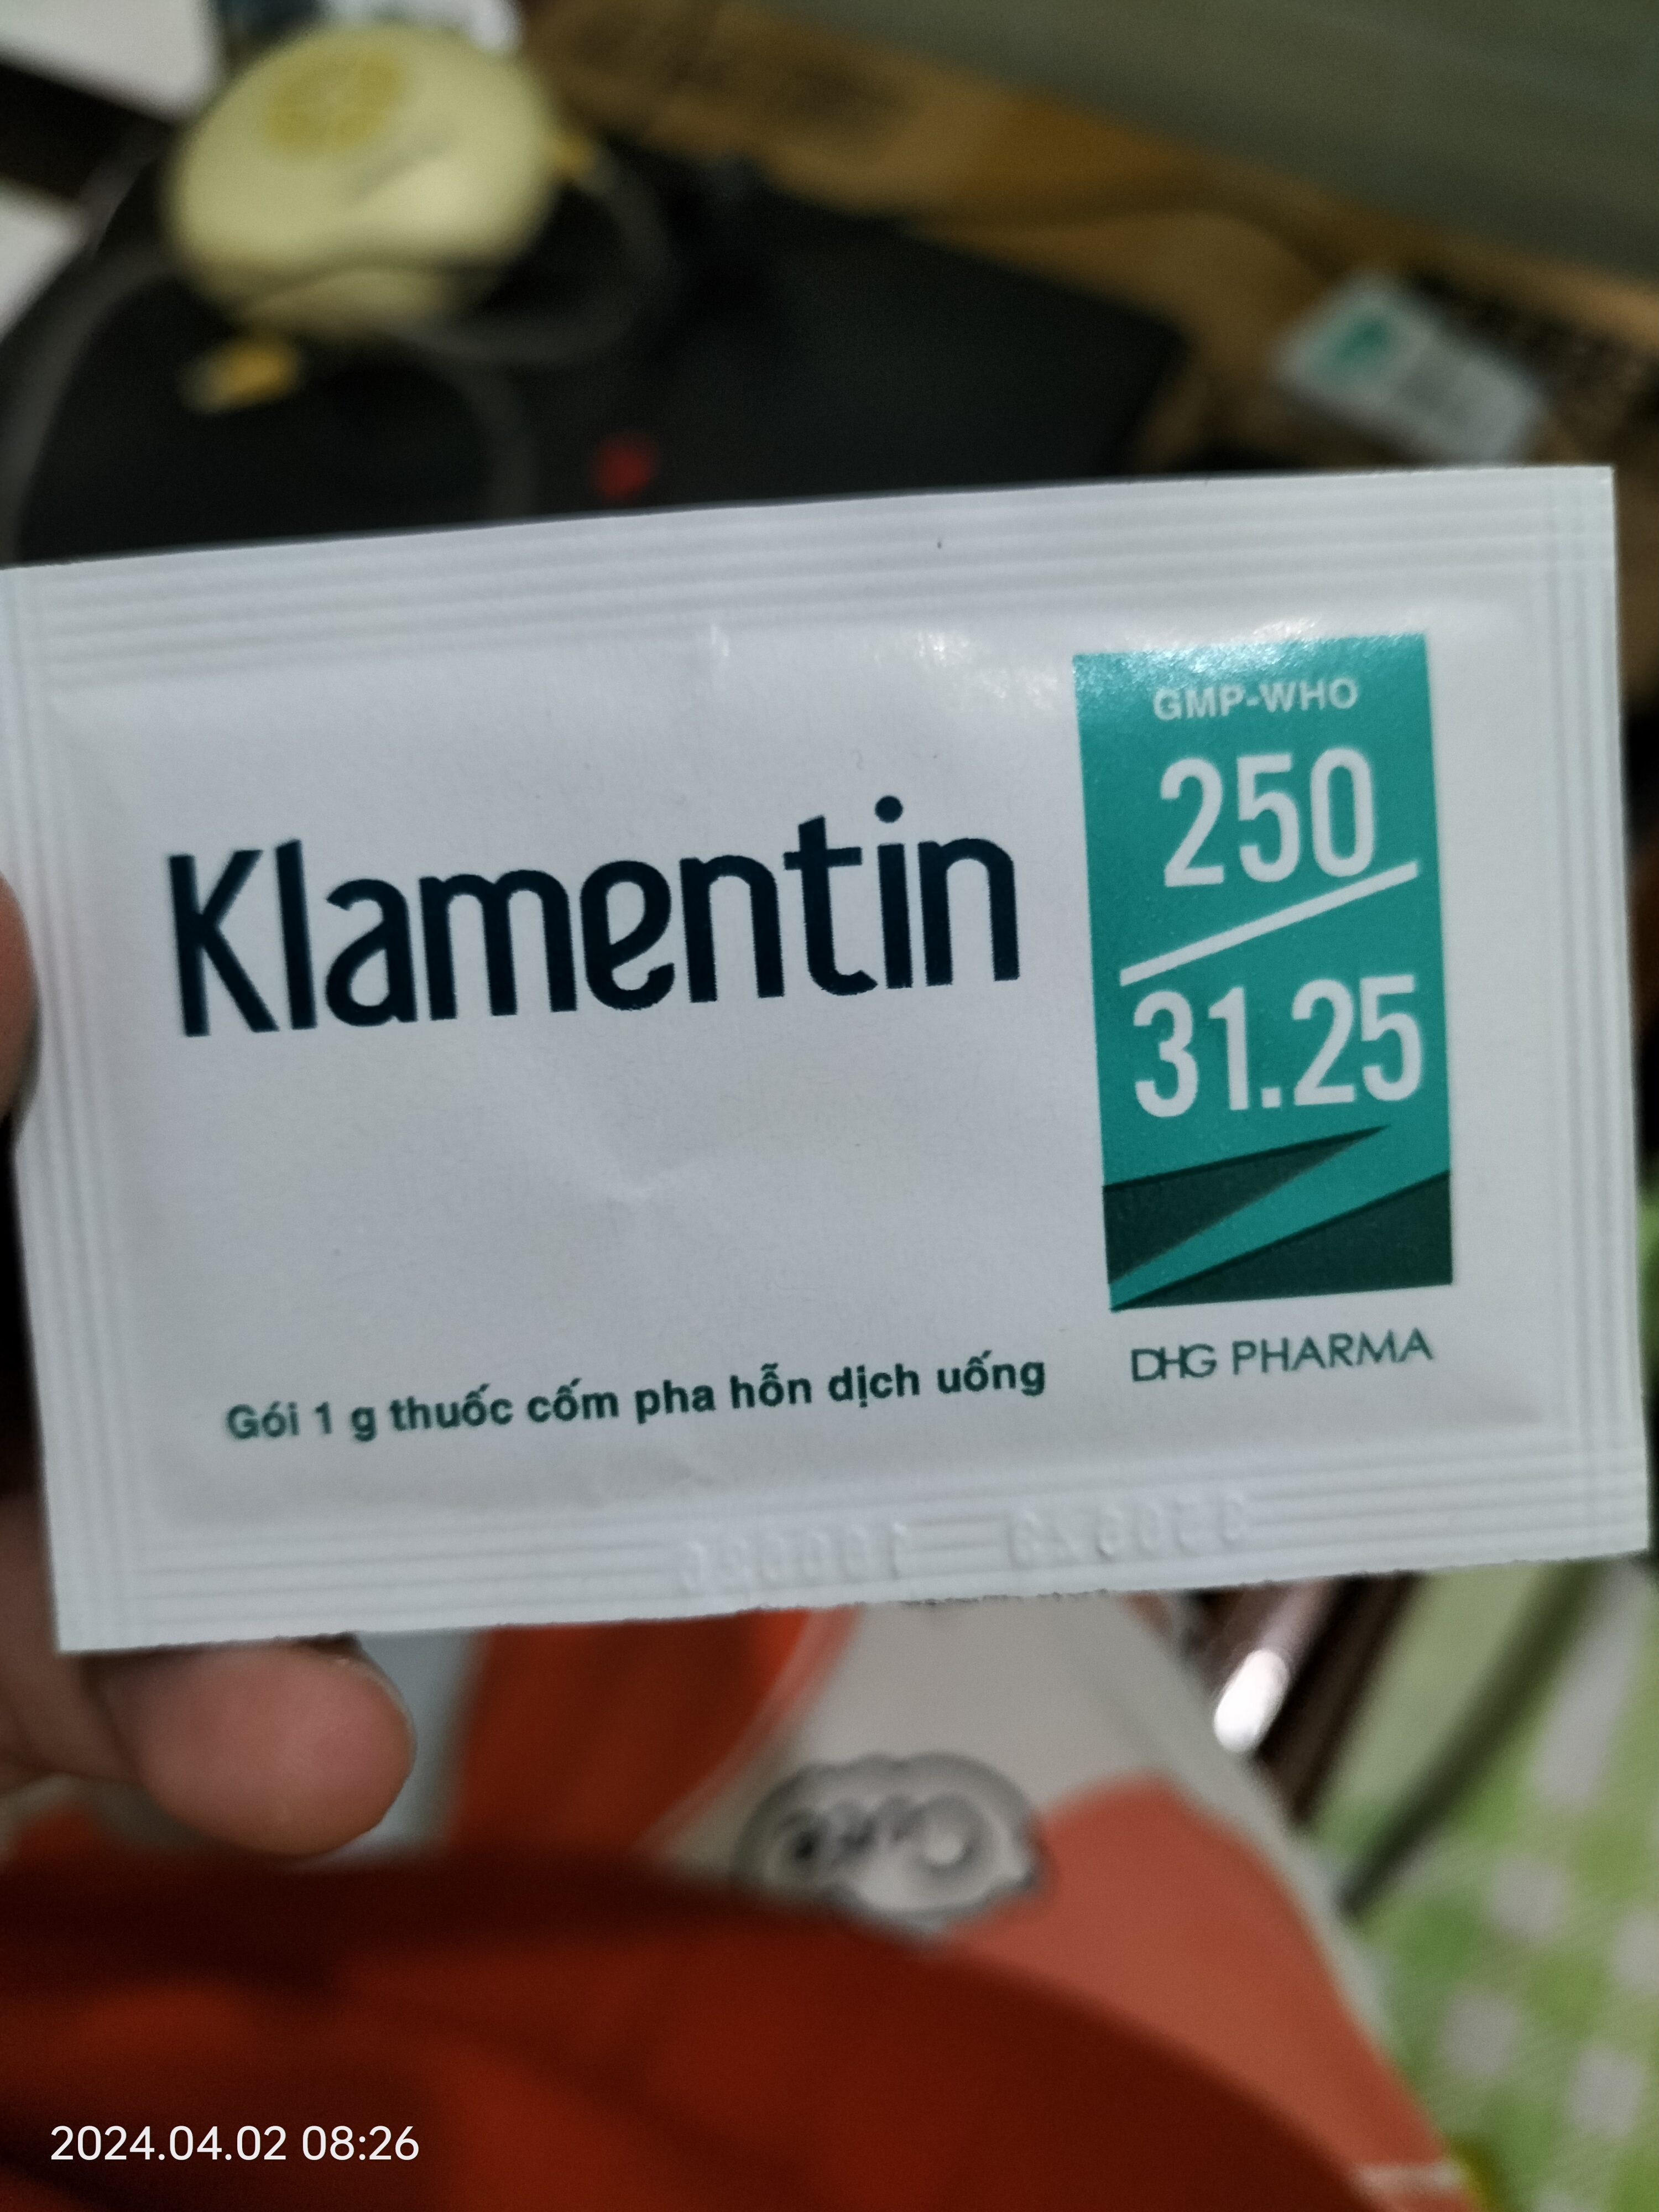 GMP-WHO
250
31.25
Klamentin
Gói 1 g thuốc cốm pha hỗn dịch uống
DHG PHARMA
2024.04.02 08:26